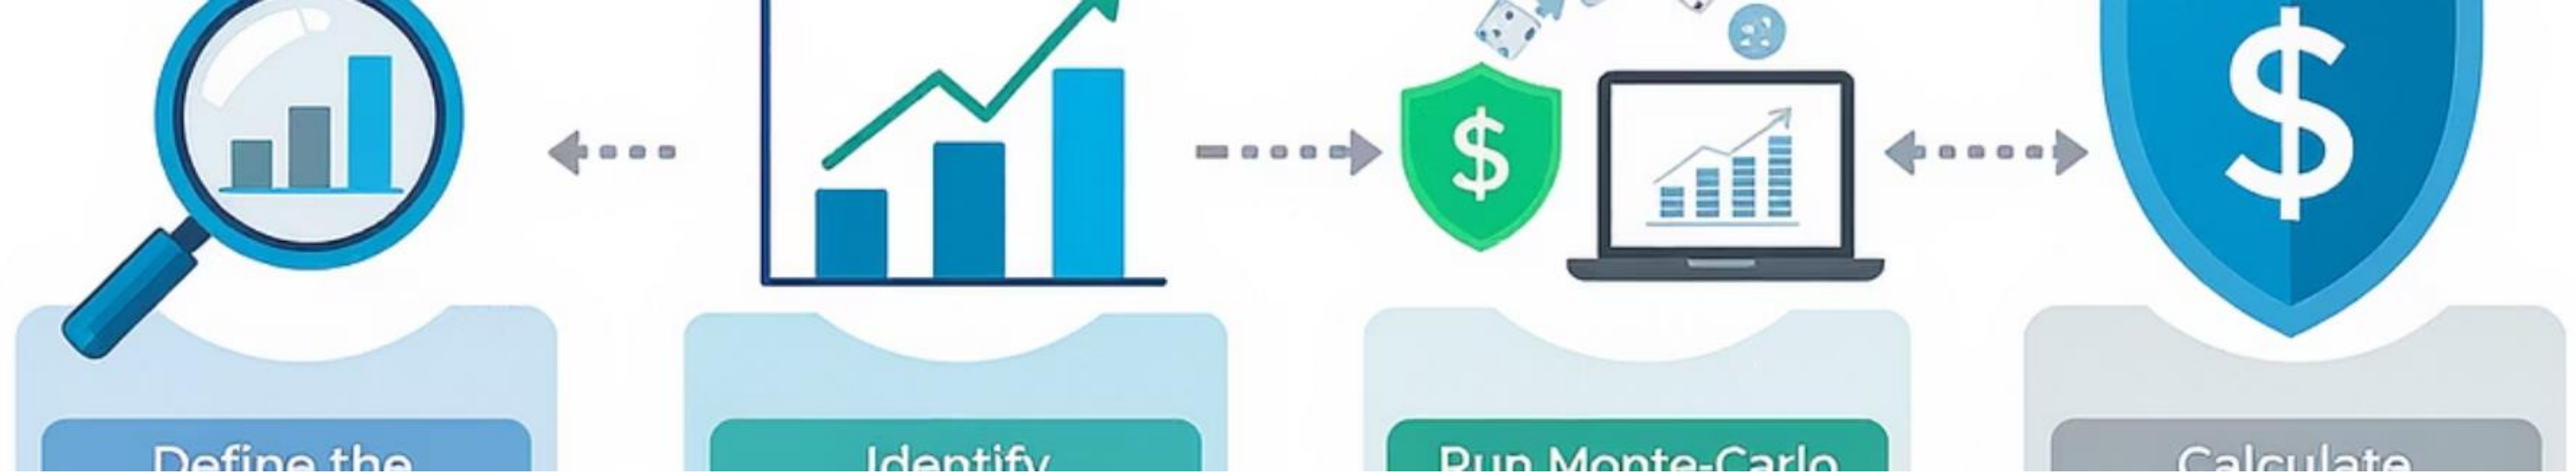 $
$
Define the
Identify
Run Monte-Carlo
Calculate